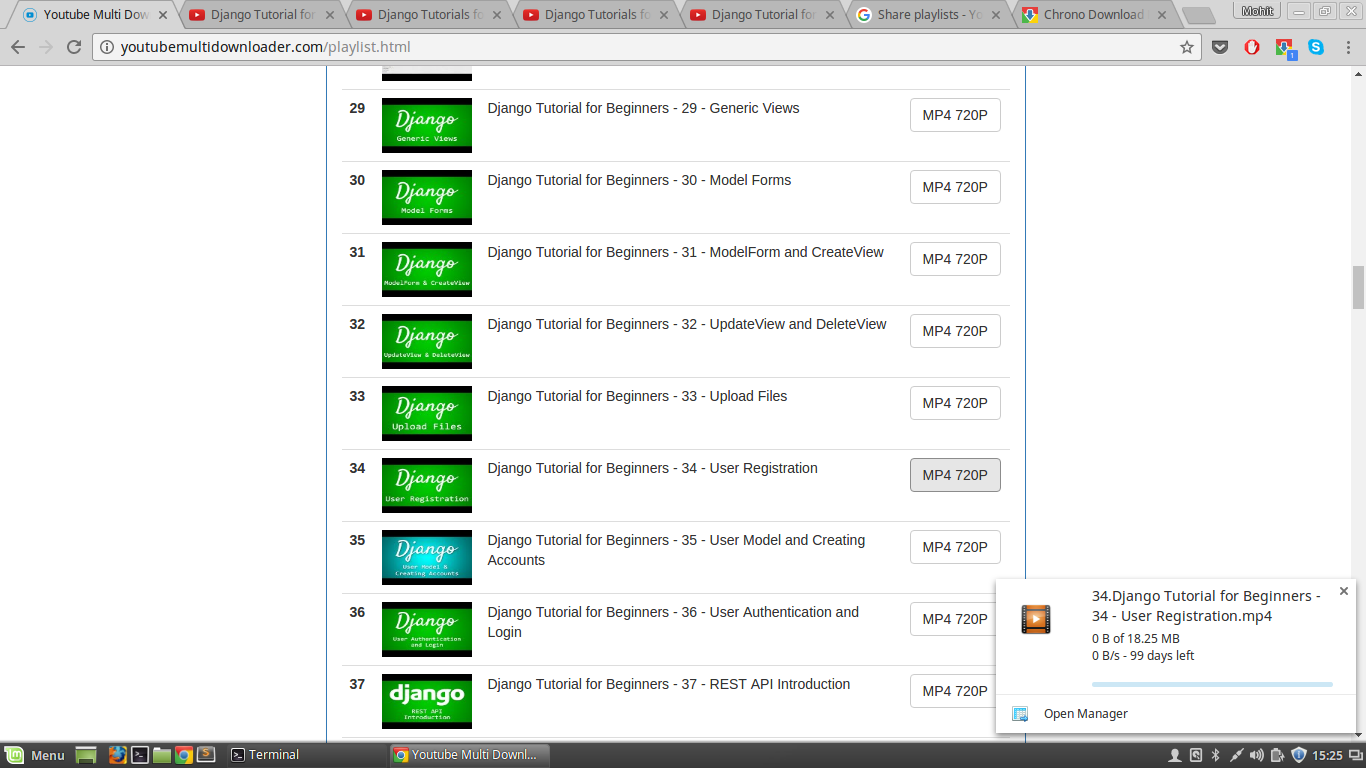 Youtube Multi Dow
Django Tutorial for
Django Tutorials fo
Django Tutorials fo
Django Tutorial for
Share playlists - Yo
Chrono Download
Mohit
youtubemultidownloader.com/playlist.html
1
29
Django
Generic Views
Django Tutorial for Beginners - 29 - Generic Views
MP4 720P
30
Django
Model Forms
Django Tutorial for Beginners - 30 - Model Forms
MP4 720P
31
Django
ModelForm & CreateView
Django Tutorial for Beginners - 31 - ModelForm and CreateView
MP4 720P
32
Django
UpdateView & DeleteView
Django Tutorial for Beginners - 32 - UpdateView and DeleteView
MP4 720P
33
Django
Upload Files
Django Tutorial for Beginners - 33 - Upload Files
MP4 720P
34
Django
User Registration
Django Tutorial for Beginners - 34 - User Registration
MP4 720P
35
Django
User Model &
Creating Accounts
Django Tutorial for Beginners - 35 - User Model and Creating
Accounts
MP4 720P
36
Django
User Authentication
and Login
Django Tutorial for Beginners - 36 - User Authentication and
Login
MP4 720P
37
django
REST API
Introduction
Django Tutorial for Beginners - 37 - REST API Introduction
MP4 720P
34.Django Tutorial for Beginners -
34 - User Registration.mp4
0 B of 18.25 MB
0 B/s - 99 days left
Open Manager
Menu
Terminal
Youtube Multi Downl...
15:25